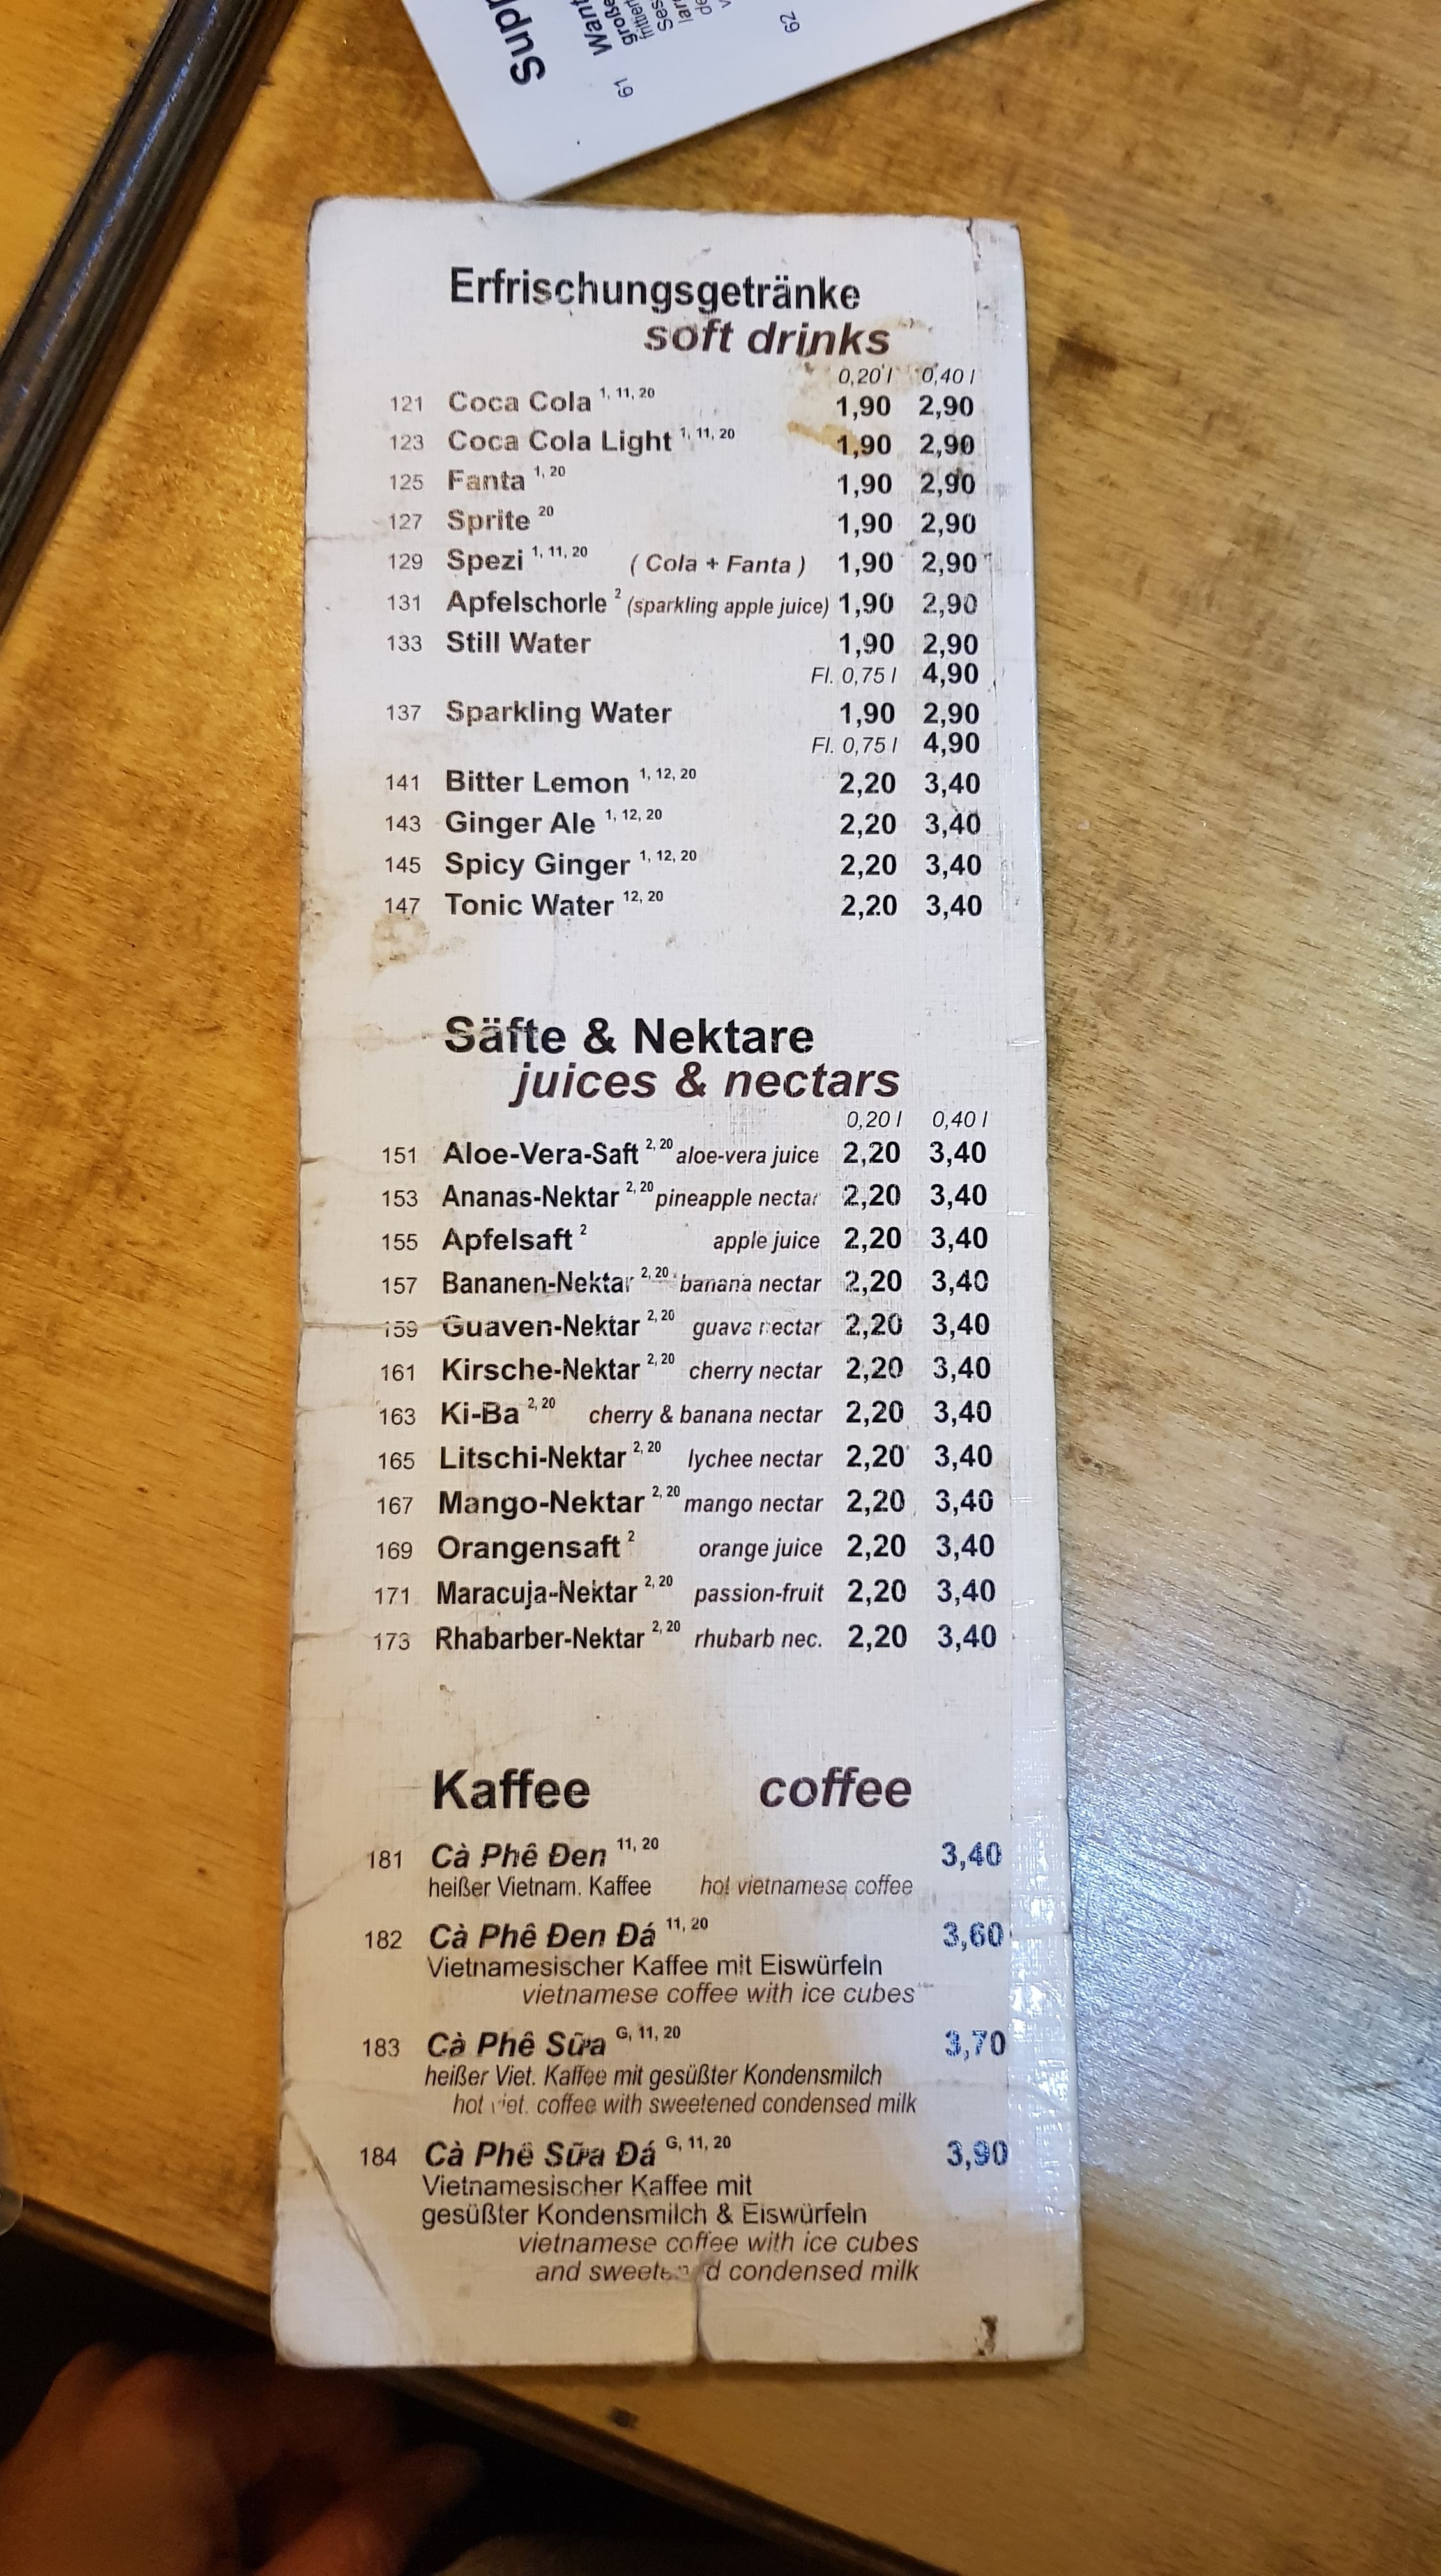 Supp
61 Want
große
62
Erfrischungsgetränke
soft drinks
0,20 l 0,40 l
121 Coca Cola 1, 11, 20 1,90 2,90
123 Coca Cola Light 1, 11, 20 1,90 2,90
125 Fanta 1, 20 1,90 2,90
127 Sprite 20 1,90 2,90
129 Spezi 1, 11, 20 ( Cola + Fanta ) 1,90 2,90
131 Apfelschorle 2 (sparkling apple juice) 1,90 2,90
133 Still Water 1,90 2,90
Fl. 0,75 l 4,90
137 Sparkling Water 1,90 2,90
Fl. 0,75 l 4,90
141 Bitter Lemon 1, 12, 20 2,20 3,40
143 Ginger Ale 1, 12, 20 2,20 3,40
145 Spicy Ginger 1, 12, 20 2,20 3,40
147 Tonic Water 12, 20 2,20 3,40
Säfte & Nektare
juices & nectars
0,20 l 0,40 l
151 Aloe-Vera-Saft 2, 20 aloe-vera juice 2,20 3,40
153 Ananas-Nektar 2, 20 pineapple nectar 2,20 3,40
155 Apfelsaft 2 apple juice 2,20 3,40
157 Bananen-Nektar 2, 20 banana nectar 2,20 3,40
159 Guaven-Nektar 2, 20 guava nectar 2,20 3,40
161 Kirsche-Nektar 2, 20 cherry nectar 2,20 3,40
163 Ki-Ba 2, 20 cherry & banana nectar 2,20 3,40
165 Litschi-Nektar 2, 20 lychee nectar 2,20 3,40
167 Mango-Nektar 2, 20 mango nectar 2,20 3,40
169 Orangensaft 2 orange juice 2,20 3,40
171 Maracuja-Nektar 2, 20 passion-fruit 2,20 3,40
173 Rhabarber-Nektar 2, 20 rhubarb nec. 2,20 3,40
Kaffee coffee
181 Cà Phê Đen 11, 20 3,40
heißer Vietnam. Kaffee hot vietnamese coffee
182 Cà Phê Đen Đá 11, 20 3,60
Vietnamesischer Kaffee mit Eiswürfeln
vietnamese coffee with ice cubes
183 Cà Phê Sữa G, 11, 20 3,70
heißer Viet. Kaffee mit gesüßter Kondensmilch
hot viet. coffee with sweetened condensed milk
184 Cà Phê Sữa Đá G, 11, 20 3,90
Vietnamesischer Kaffee mit
gesüßter Kondensmilch & Eiswürfeln
vietnamese coffee with ice cubes
and sweetened condensed milk